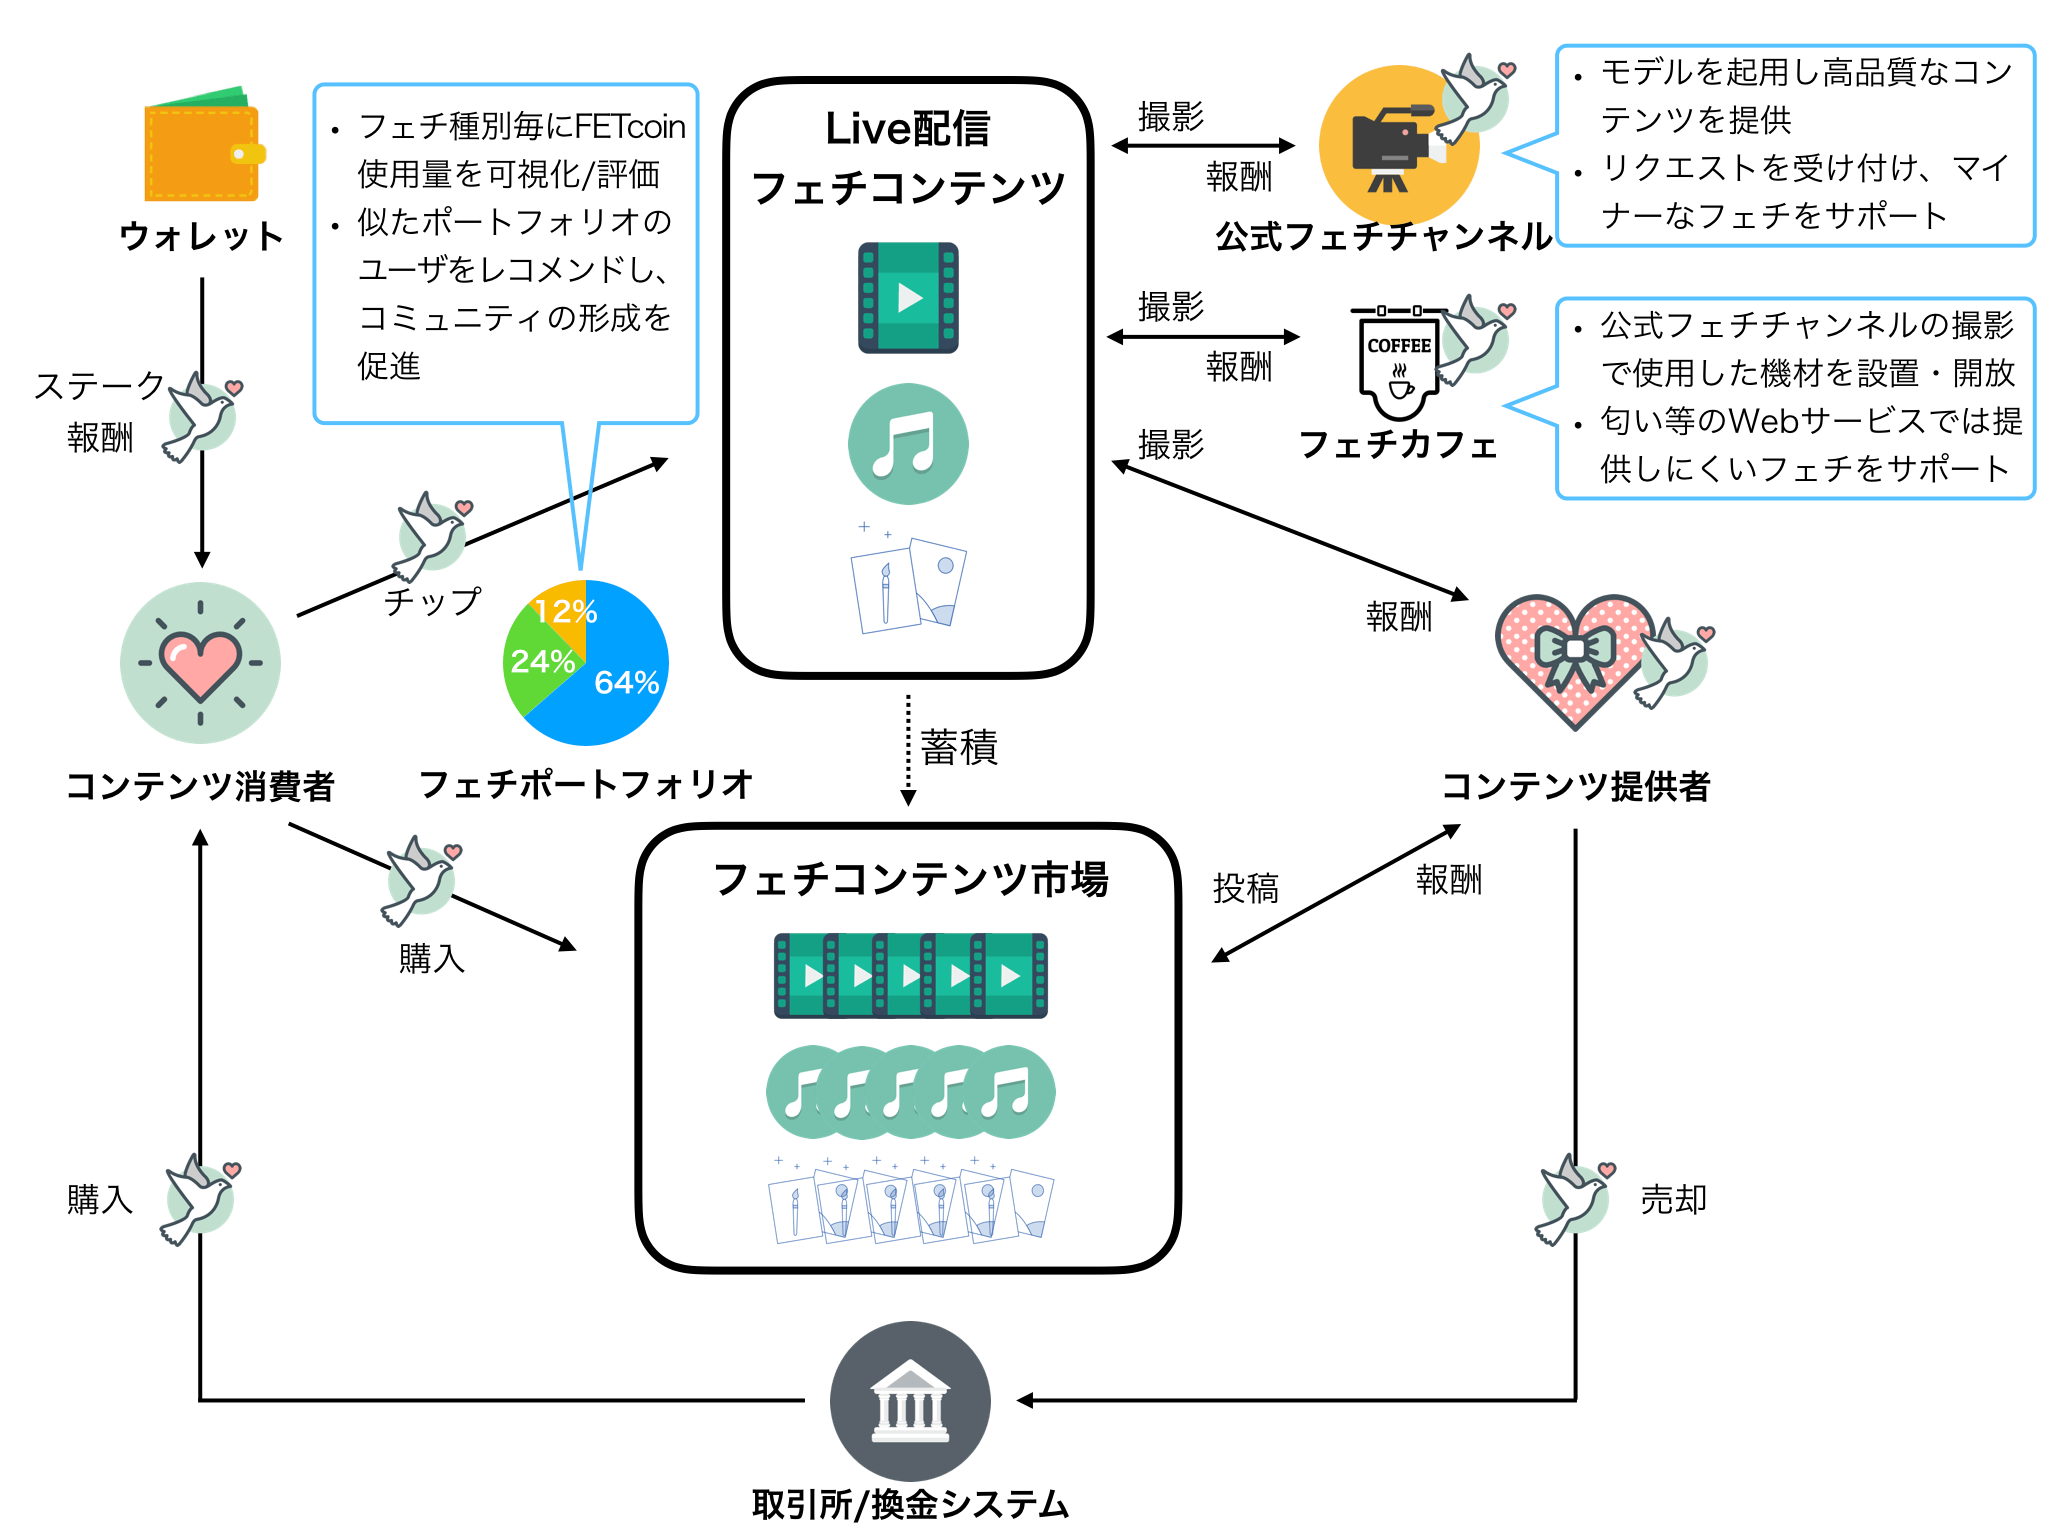 ウォレット
ステーク
報酬
・フェチ種別毎にFETcoin
使用量を可視化/評価
・似たポートフォリオの
ユーザをレコメンドし、
コミュニティの形成を
促進
チップ
12%
24%
64%
コンテンツ消費者
フェチポートフォリオ
Live配信
フェチコンテンツ
撮影
報酬
公式フェチチャンネル
・モデルを起用し高品質なコン
テンツを提供
・リクエストを受け付け、マイ
ナーなフェチをサポート
撮影
報酬
COFFEE
フェチカフェ
・公式フェチチャンネルの撮影
で使用した機材を設置・開放
・匂い等のWebサービスでは提
供しにくいフェチをサポート
撮影
報酬
コンテンツ提供者
蓄積
購入
フェチコンテンツ市場
投稿
報酬
購入
売却
取引所/換金システム